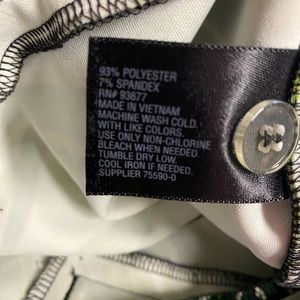 93% POLYESTER
7% SPANDEX
RN# 93677
MADE IN VIETNAM
MACHINE WASH COLD
WITH LIKE COLORS.
USE ONLY NON-CHLORINE
BLEACH WHEN NEEDED
TUMBLE DRY LOW.
COOL IRON IF NEEDED.
SUPPLIER 75590-0